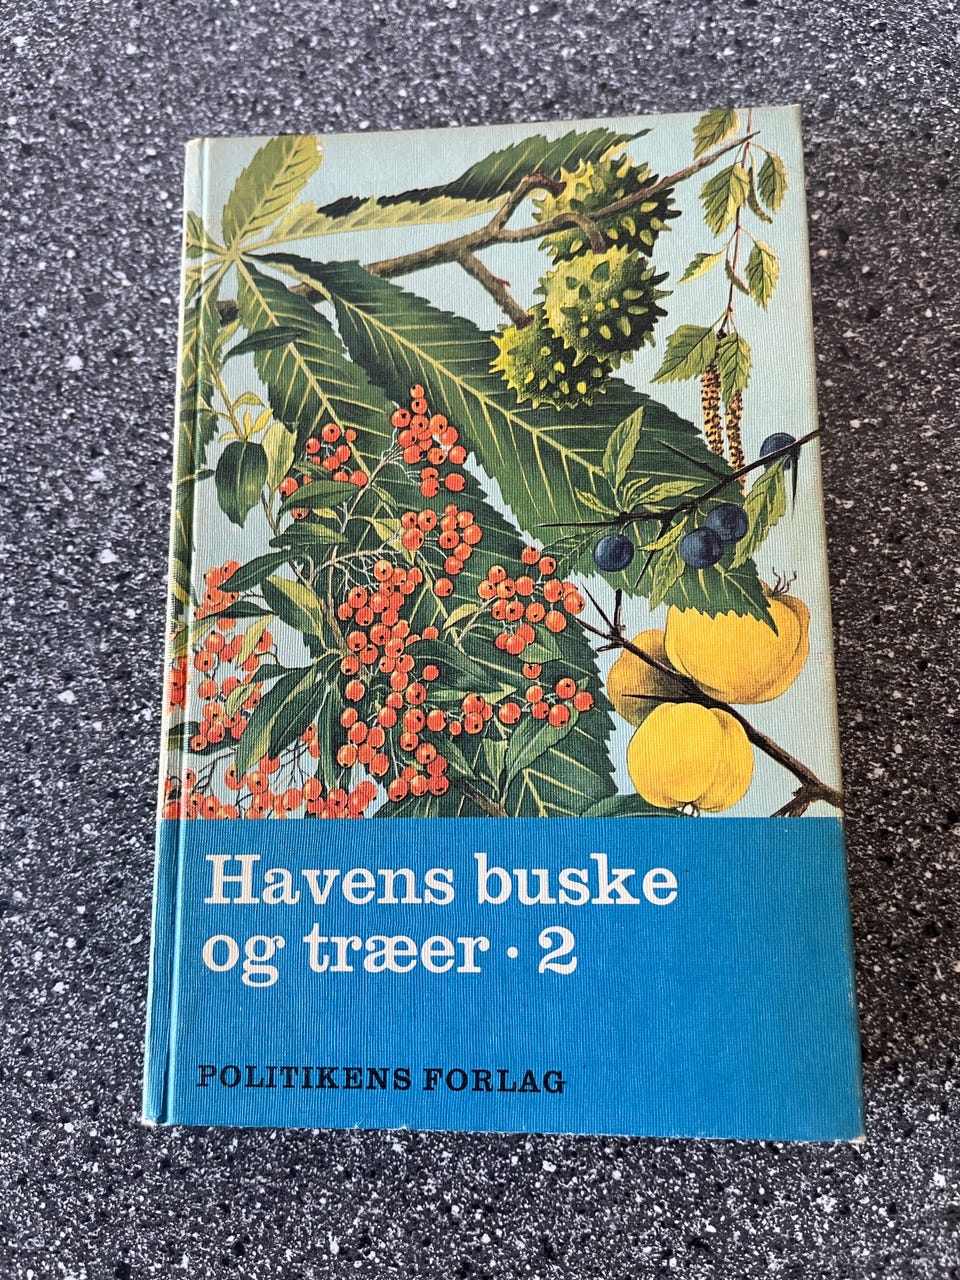 Havens buske
og træer · 2
POLITIKENS FORLAG